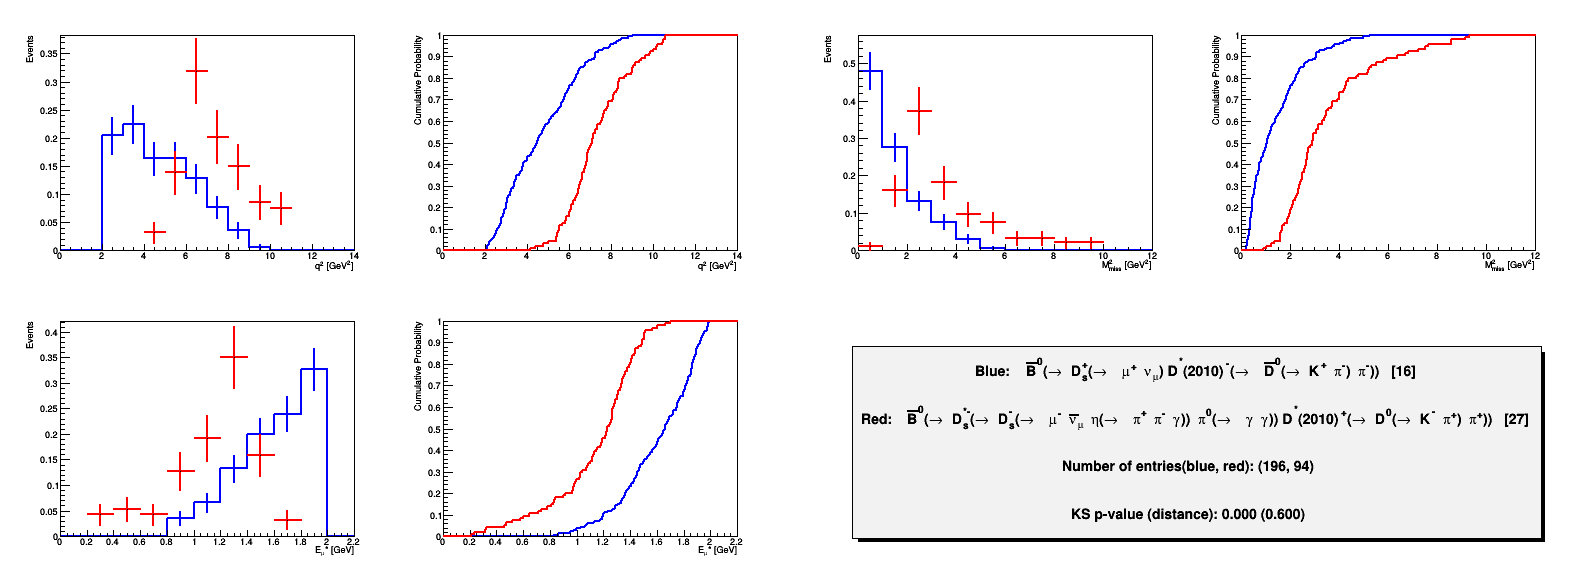 Events
0.35
0.3
0.25
0.2
0.15
0.1
0.05
0
0 2 4 6 8 10 12 14
q² [GeV²]
Cumulative Probability
1
0.9
0.8
0.7
0.6
0.5
0.4
0.3
0.2
0.1
0
0 2 4 6 8 10 12 14
q² [GeV²]
Events
0.5
0.4
0.3
0.2
0.1
0
0 2 4 6 8 10 12
M²miss [GeV²]
Cumulative Probability
1
0.9
0.8
0.7
0.6
0.5
0.4
0.3
0.2
0.1
0
0 2 4 6 8 10 12
M²miss [GeV²]
Events
0.4
0.35
0.3
0.25
0.2
0.15
0.1
0.05
0
0 0.2 0.4 0.6 0.8 1 1.2 1.4 1.6 1.8 2 2.2
Eμ* [GeV]
Cumulative Probability
1
0.9
0.8
0.7
0.6
0.5
0.4
0.3
0.2
0.1
0
0 0.2 0.4 0.6 0.8 1 1.2 1.4 1.6 1.8 2 2.2
Eμ* [GeV]
Blue: B̅⁰(→ Dₛ⁺(→ μ⁺ νμ) D*(2010)⁻(→ D̅⁰(→ K⁺ π⁻) π⁻)) [16]
Red: B̅⁰(→ Dₛ*⁻(→ Dₛ⁻(→ μ⁻ ν̅μ η(→ π⁺ π⁻ γ)) π⁰(→ γ γ)) D*(2010)⁺(→ D⁰(→ K⁻ π⁺) π⁺)) [27]
Number of entries(blue, red): (196, 94)
KS p-value (distance): 0.000 (0.600)